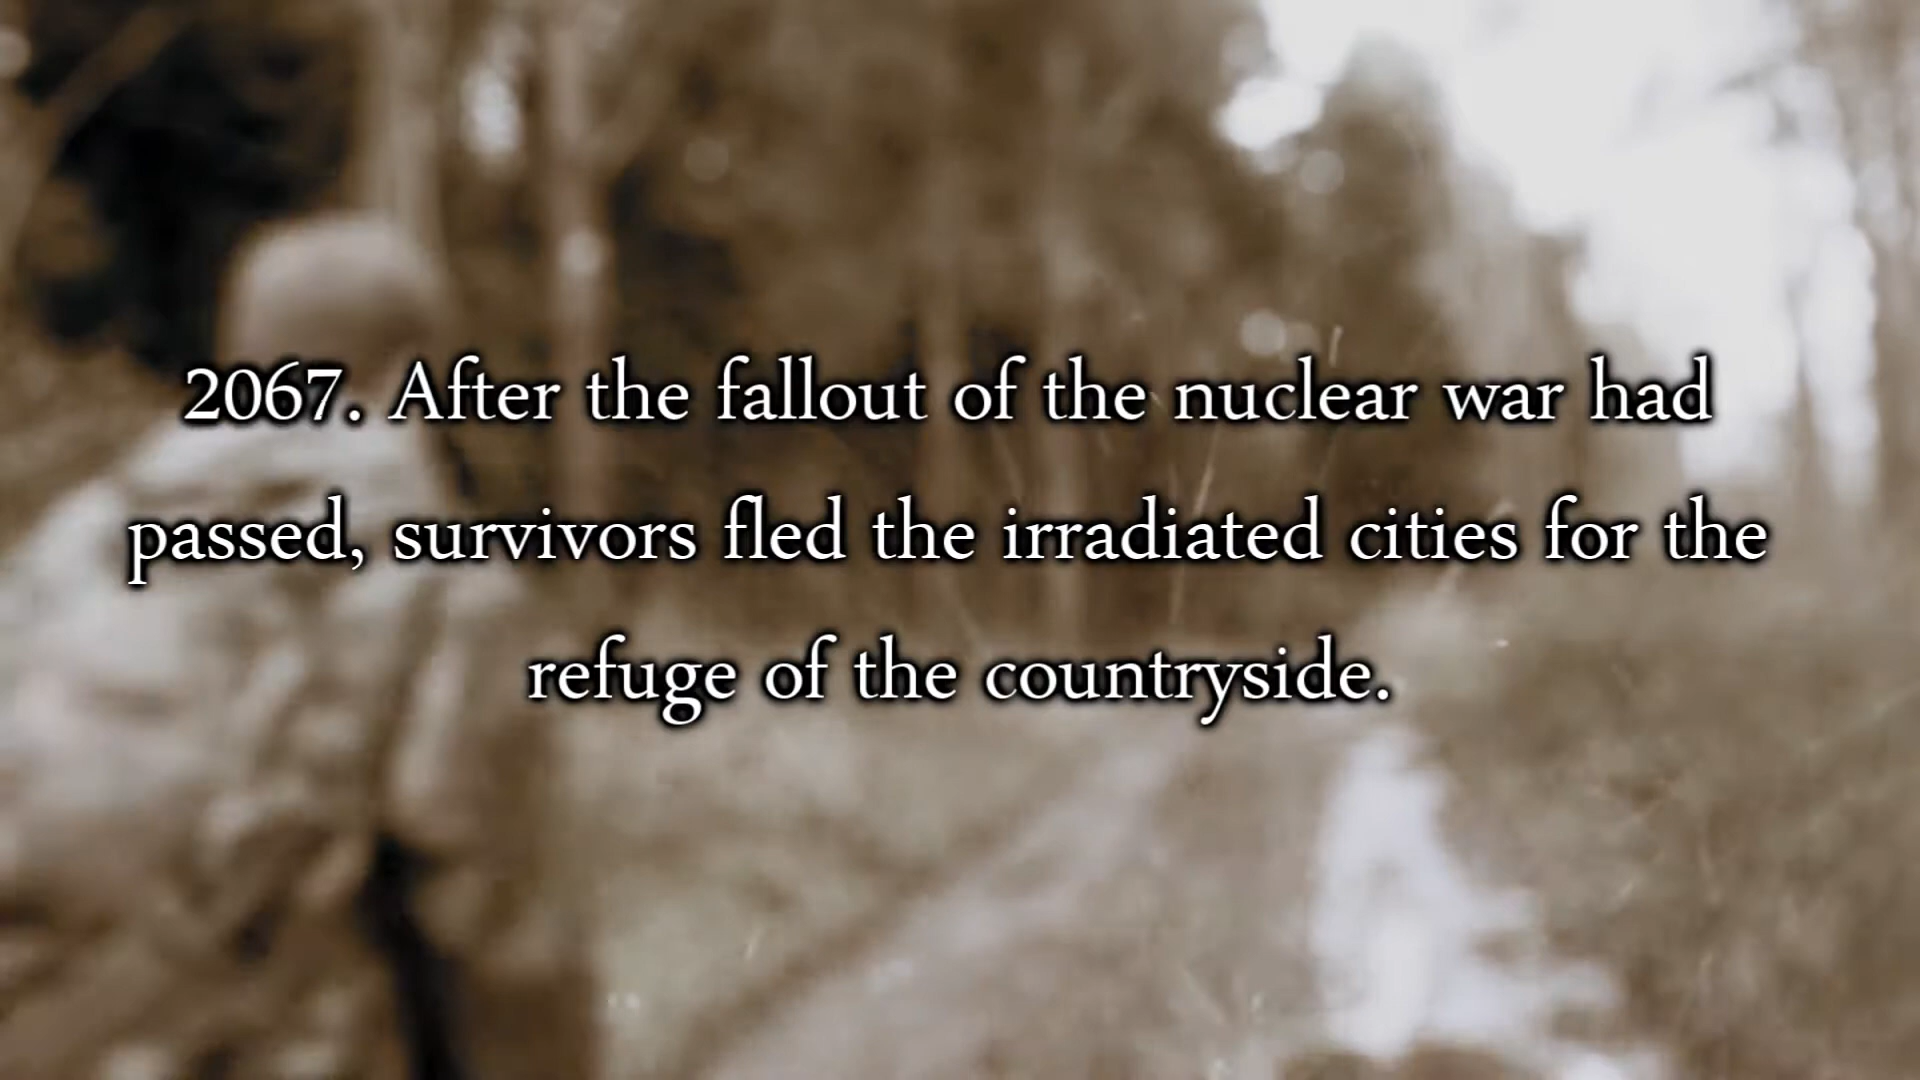 2067. After the fallout of the nuclear war had
passed, survivors fled the irradiated cities for the
refuge of the countryside.